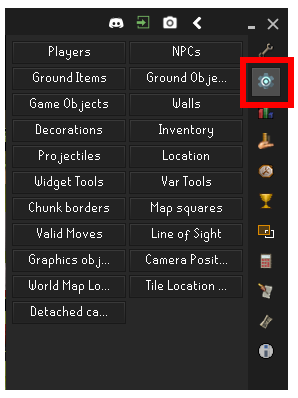 Players NPCs
Ground Items Ground Obje...
Game Objects Walls
Decorations Inventory
Projectiles Location
Widget Tools Var Tools
Chunk borders Map squares
Valid Moves Line of Sight
Graphics obj... Camera Posit...
World Map Lo... Tile Location ...
Detached ca...